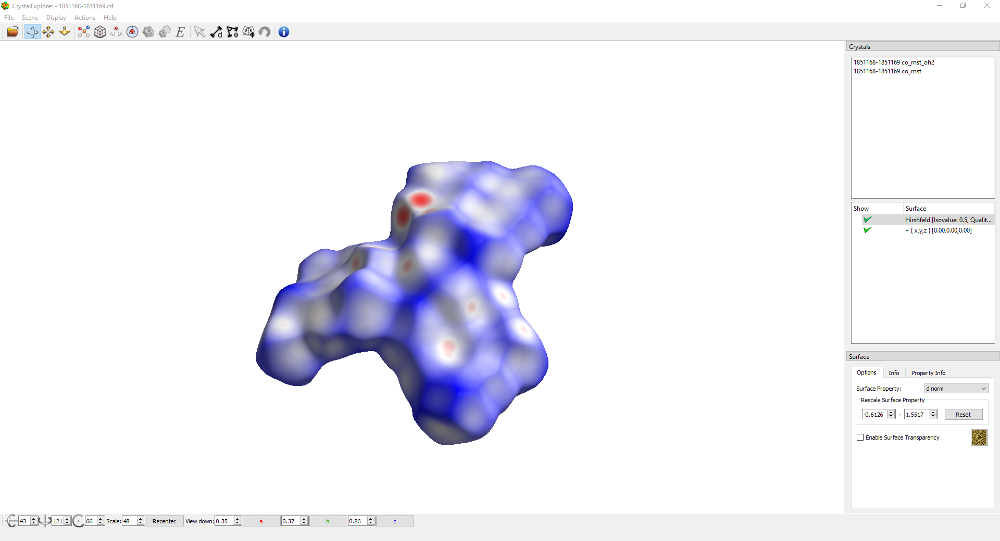 CrystalExplorer - 1851168-1851169.cif
File Scene Display Actions Help
E d θ Φ i
Crystals
1851168-1851169 co_mst_oh2
1851168-1851169 co_mst
Show Surface
Hirshfeld [Isovalue: 0.5, Qualit...
+ { x,y,z } [0.00,0.00,0.00]
Surface
Options Info Property Info
Surface Property: d norm
Rescale Surface Property
-0.6126 - 1.5517 Reset
Enable Surface Transparency
43 121 66 Scale: 48 Recenter View down: 0.35 a 0.37 b 0.86 c